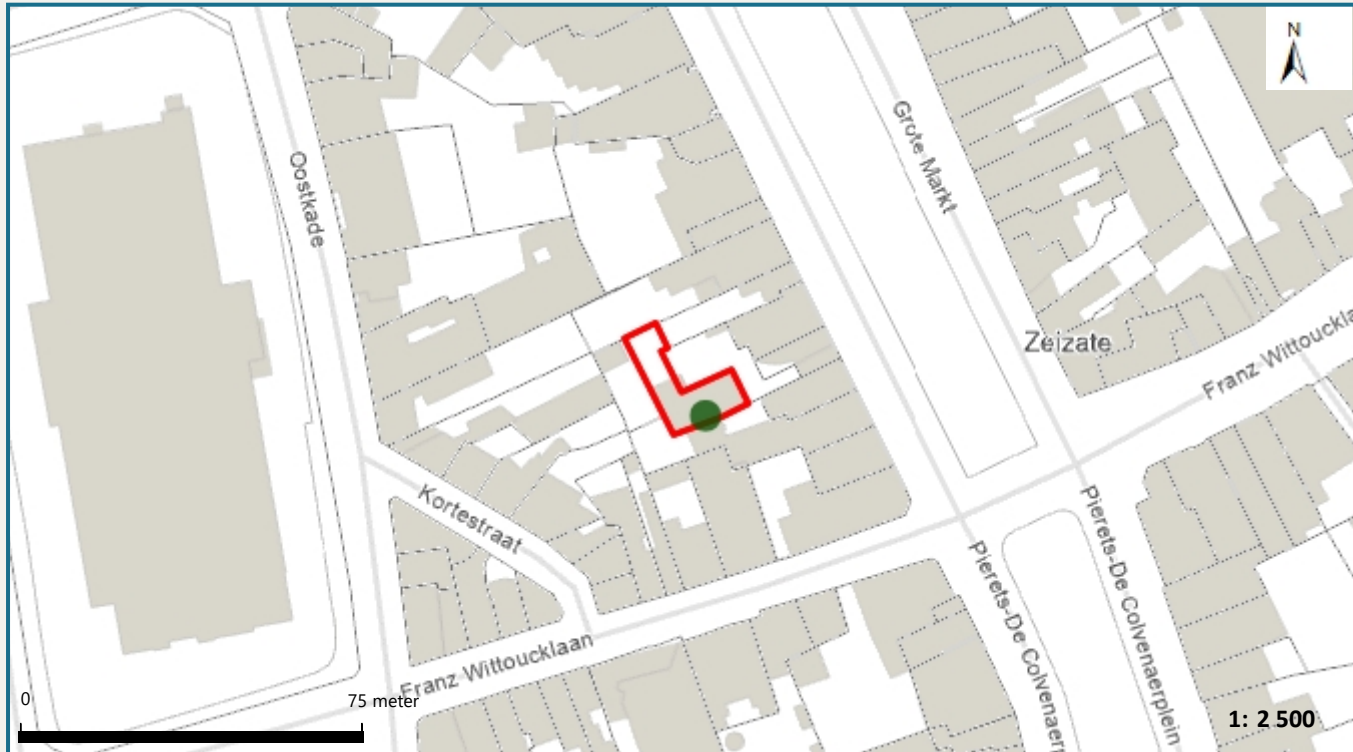 N
Grote Markt
Oostkade
Zeizate
Franz Wittouckla
Kortestraat
Pierets-De Colvenaerplein
Pierets-De Colvenaer
Franz Wittoucklaan
0
75 meter
1: 2 500